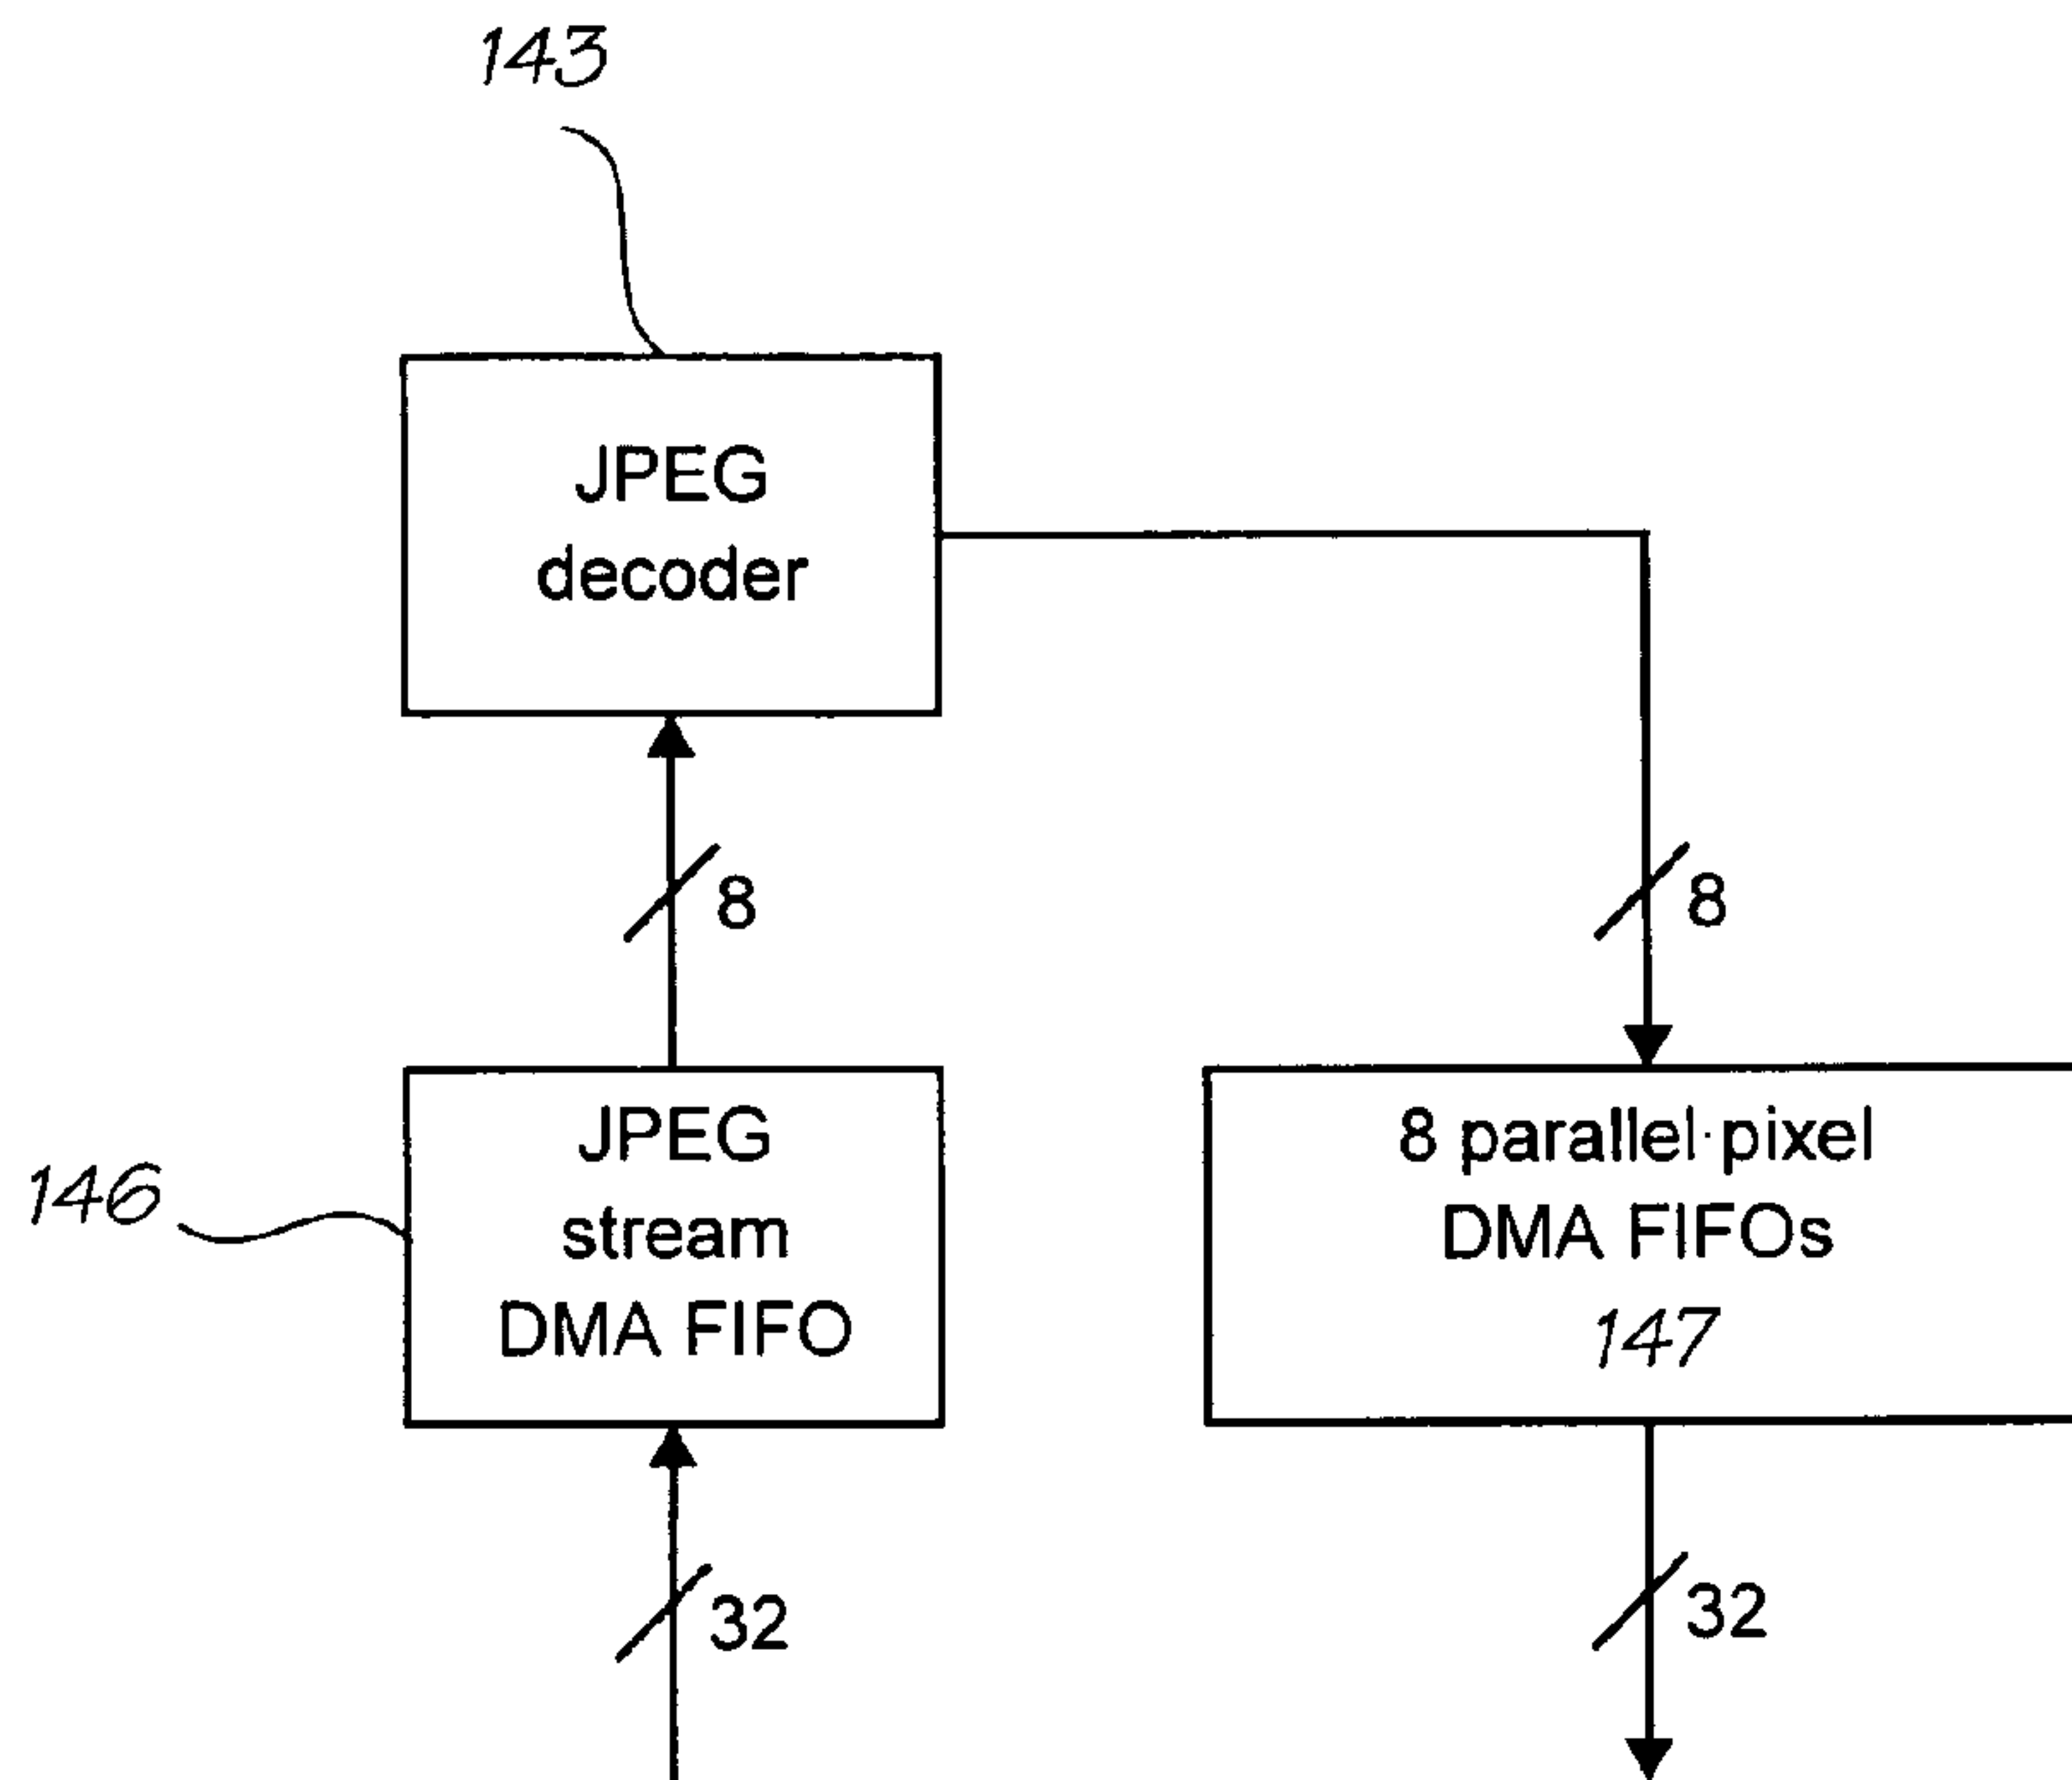 143
JPEG
decoder
8
8
JPEG
stream
DMA FIFO
146
8 parallel pixel
DMA FIFOs
147
32
32